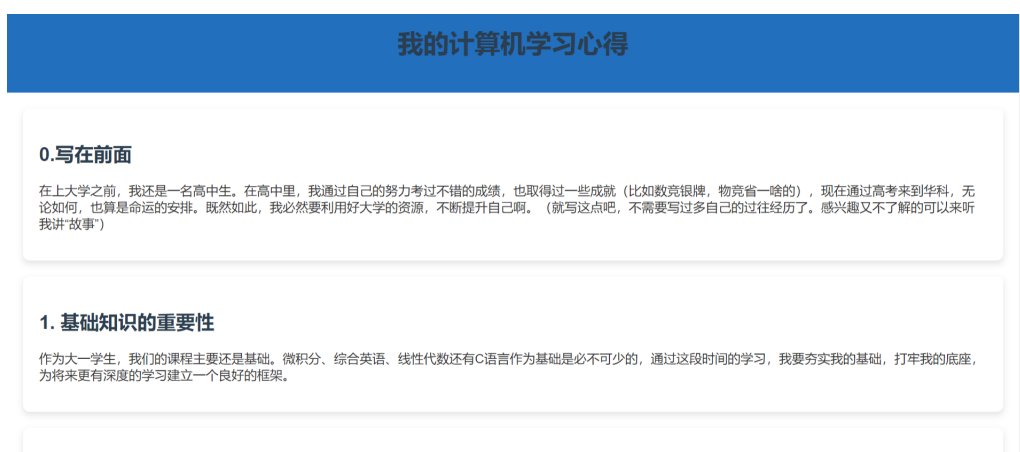 我的计算机学习心得
0.写在前面
在上大学之前，我还是一名高中生。在高中里，我通过自己的努力考过不错的成绩，也取得过一些成就（比如数竞银牌，物竞省一啥的），现在通过高考来到华科，无
论如何，也算是命运的安排。既然如此，我必然要利用好大学的资源，不断提升自己啊。（就写这点吧，不需要写过多自己的过往经历了。感兴趣又不了解的可以来听
我讲“故事”）
1. 基础知识的重要性
作为大一学生，我们的课程主要还是基础。微积分、综合英语、线性代数还有C语言作为基础是必不可少的，通过这段时间的学习，我要夯实我的基础，打牢我的底座，
为将来更有深度的学习建立一个良好的框架。